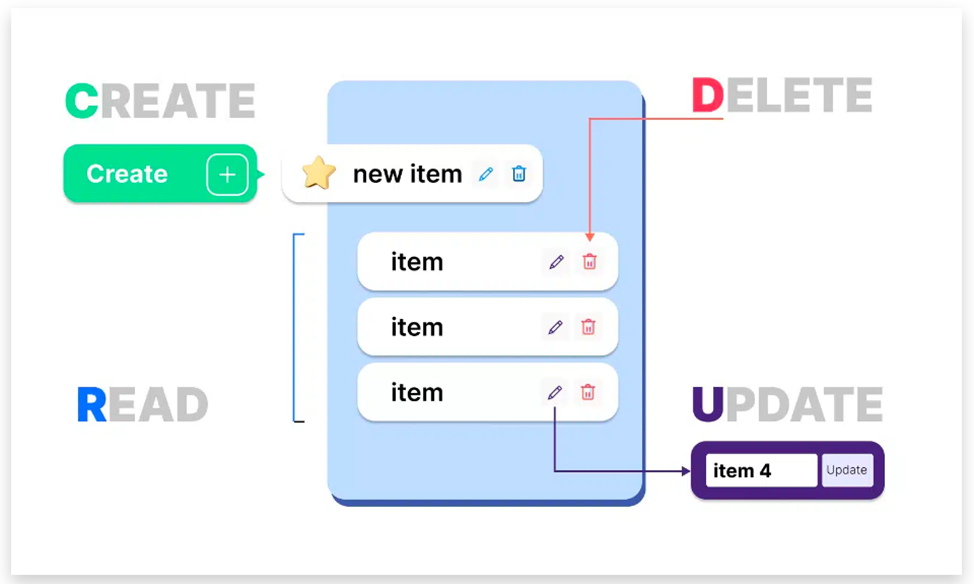 CREATE
DELETE
Create
new item
item
item
item
READ
UPDATE
item 4
Update